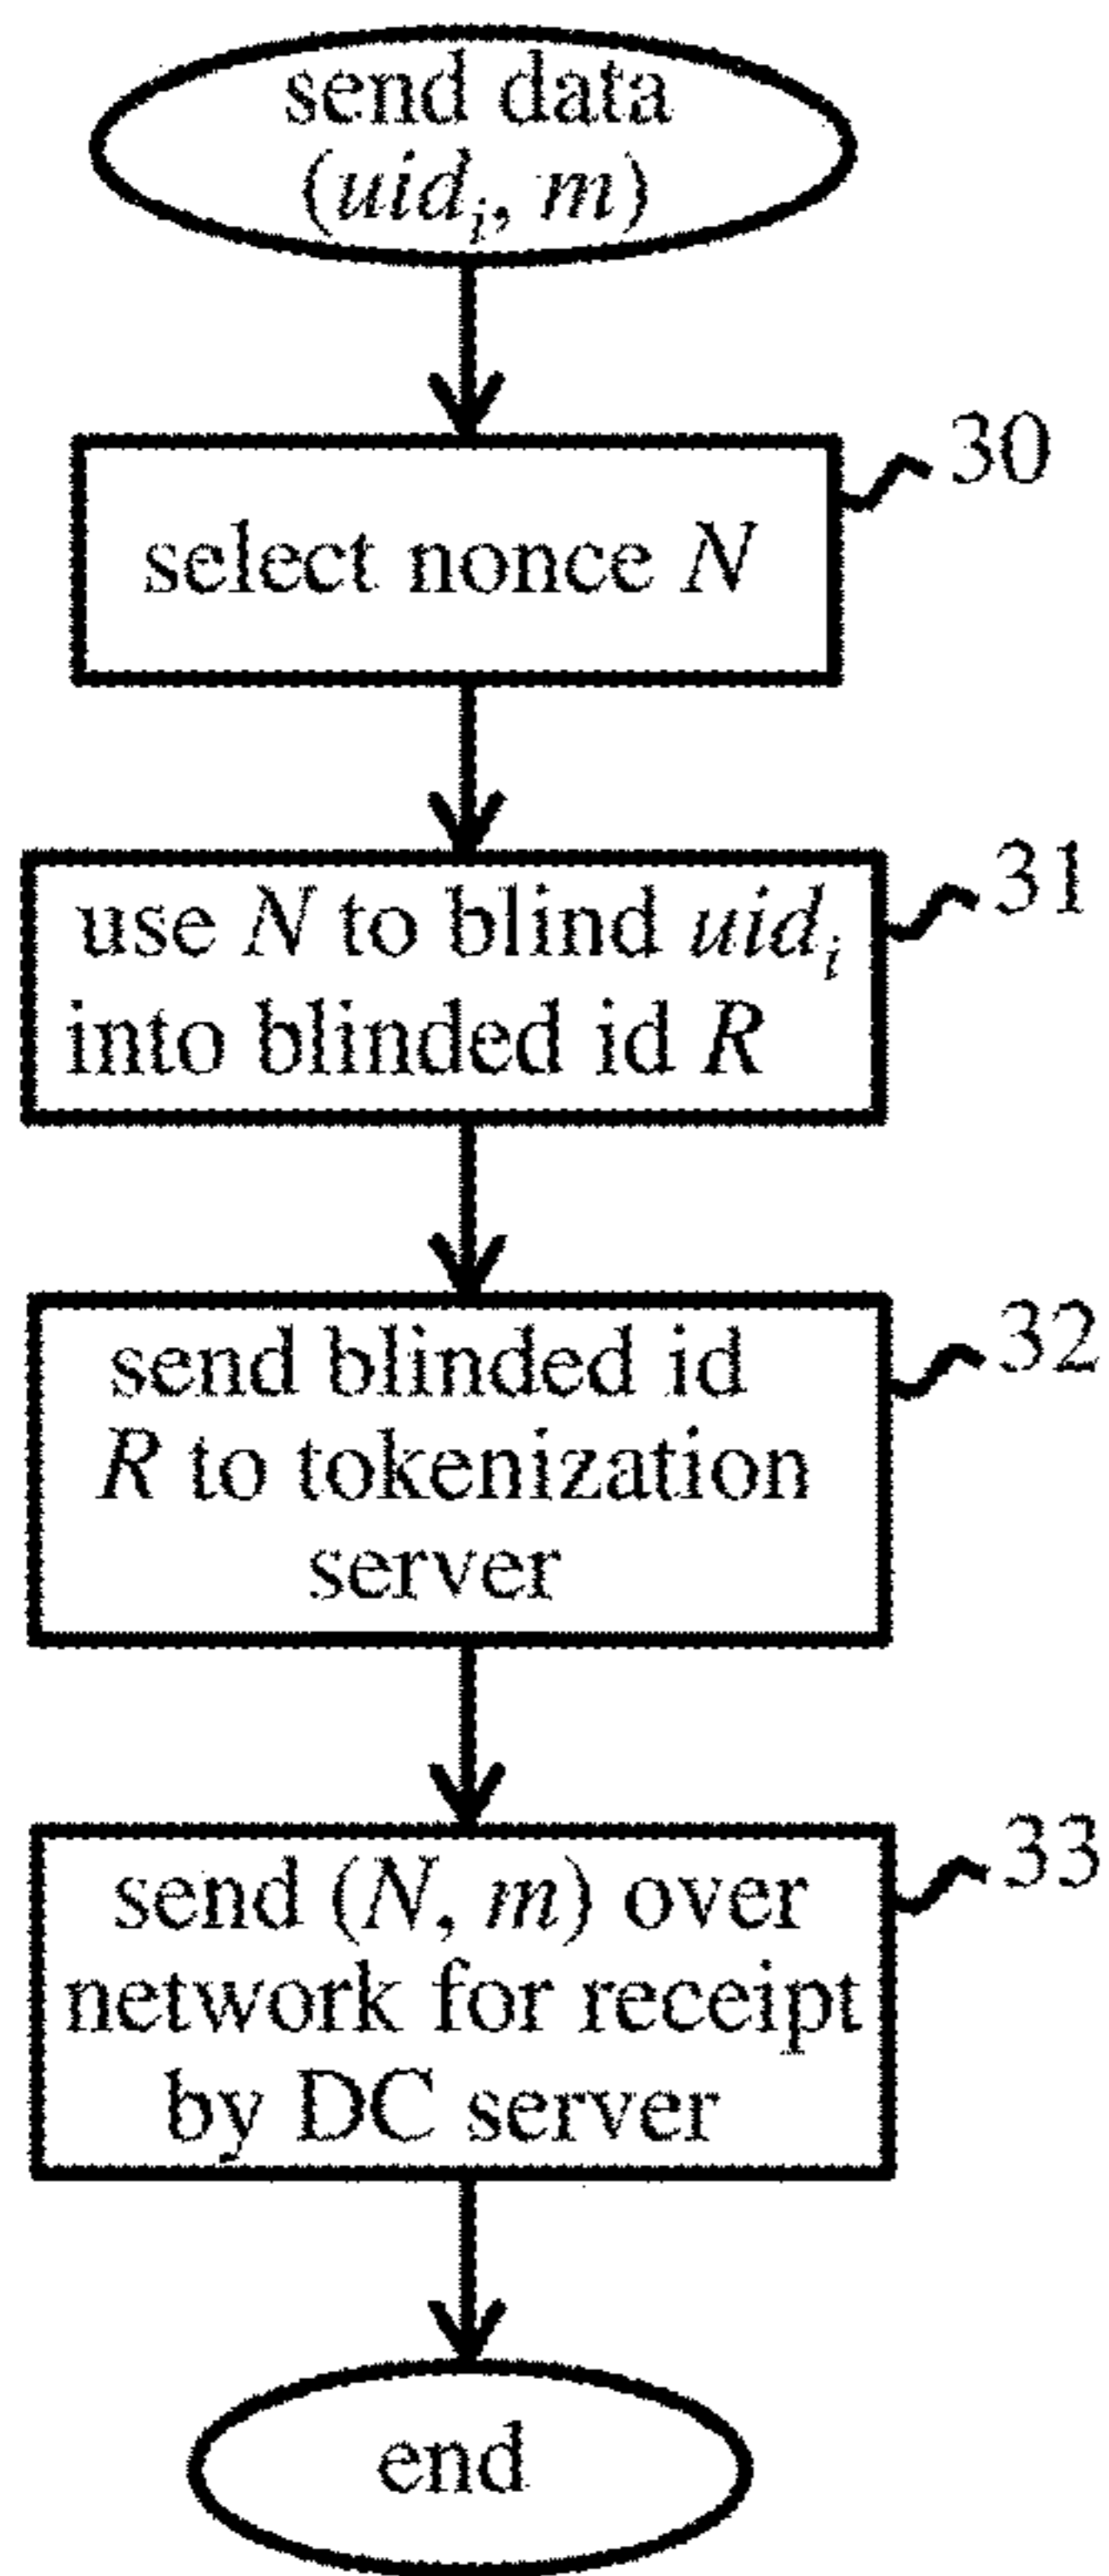 send data
(uidᵢ, m)
30
select nonce N
31
use N to blind uidᵢ
into blinded id R
32
send blinded id
R to tokenization
server
33
send (N, m) over
network for receipt
by DC server
end